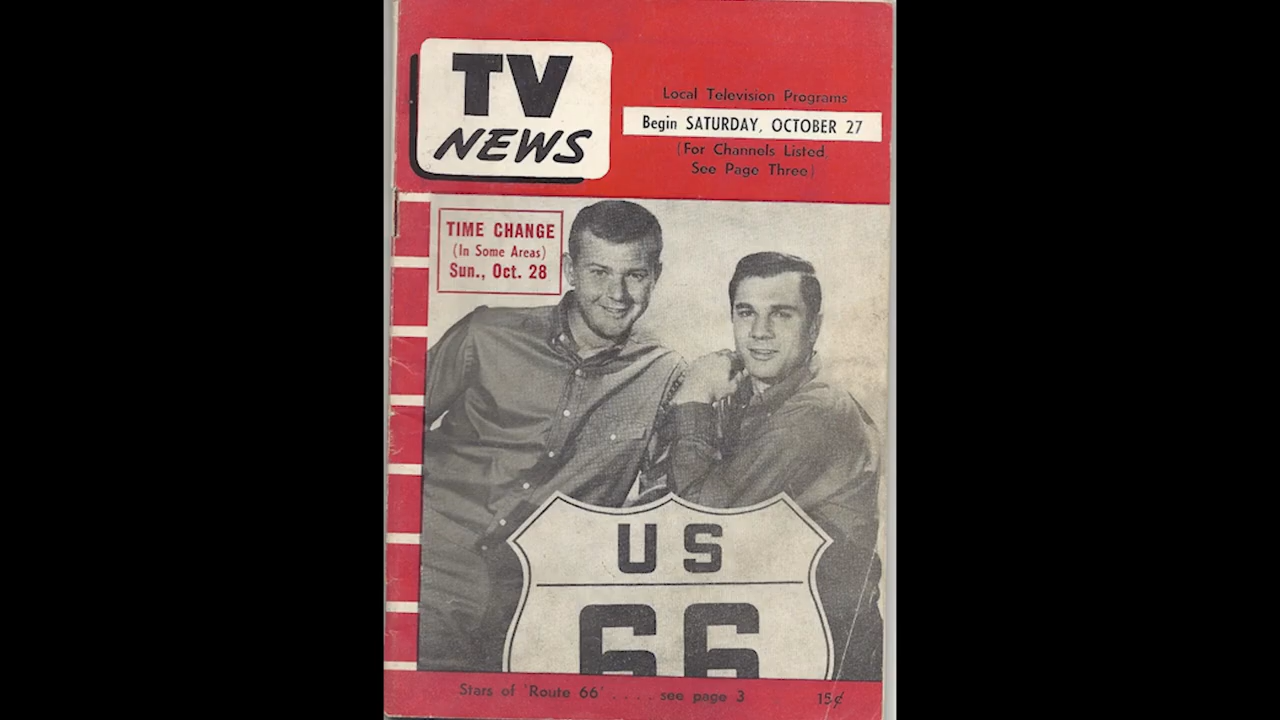 TV
NEWS
Local Television Programs
Begin SATURDAY, OCTOBER 27
(For Channels Listed
See Page Three)
TIME CHANGE
(In Some Areas)
Sun., Oct. 28
US
66
Stars of 'Route 66' . . . . see page 3
15¢